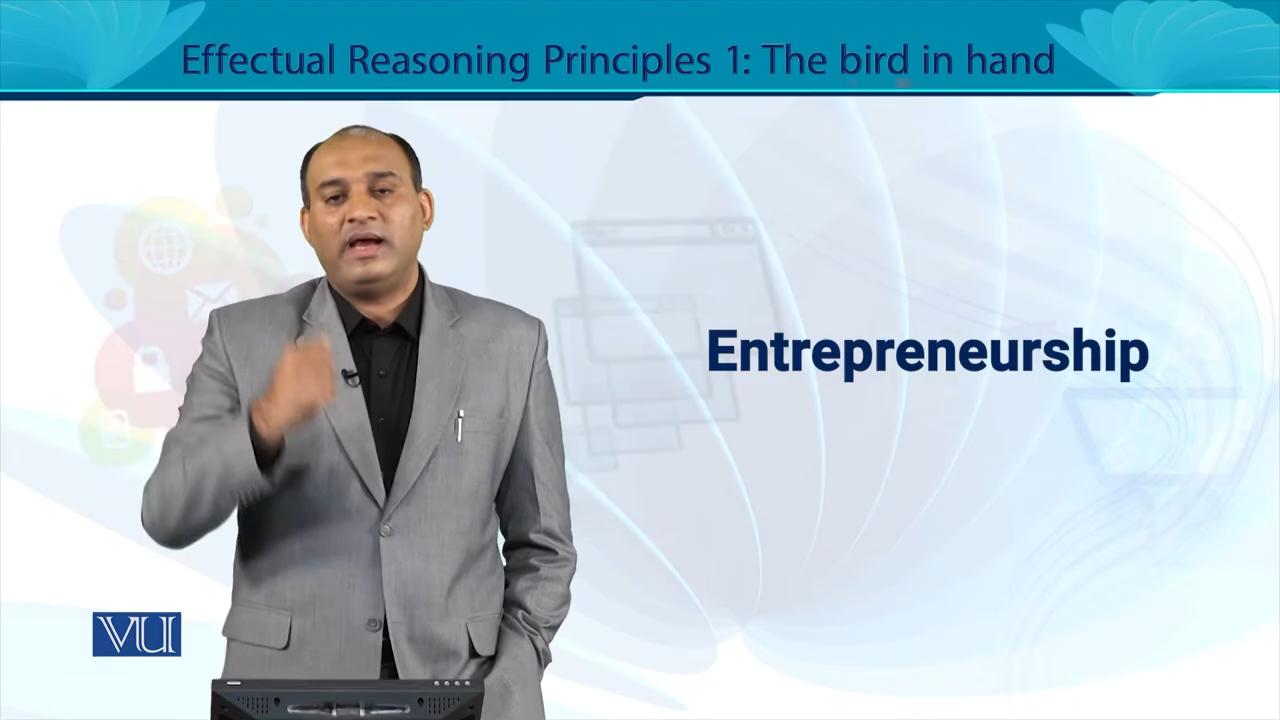 Effectual Reasoning Principles 1: The bird in hand
Entrepreneurship
VU